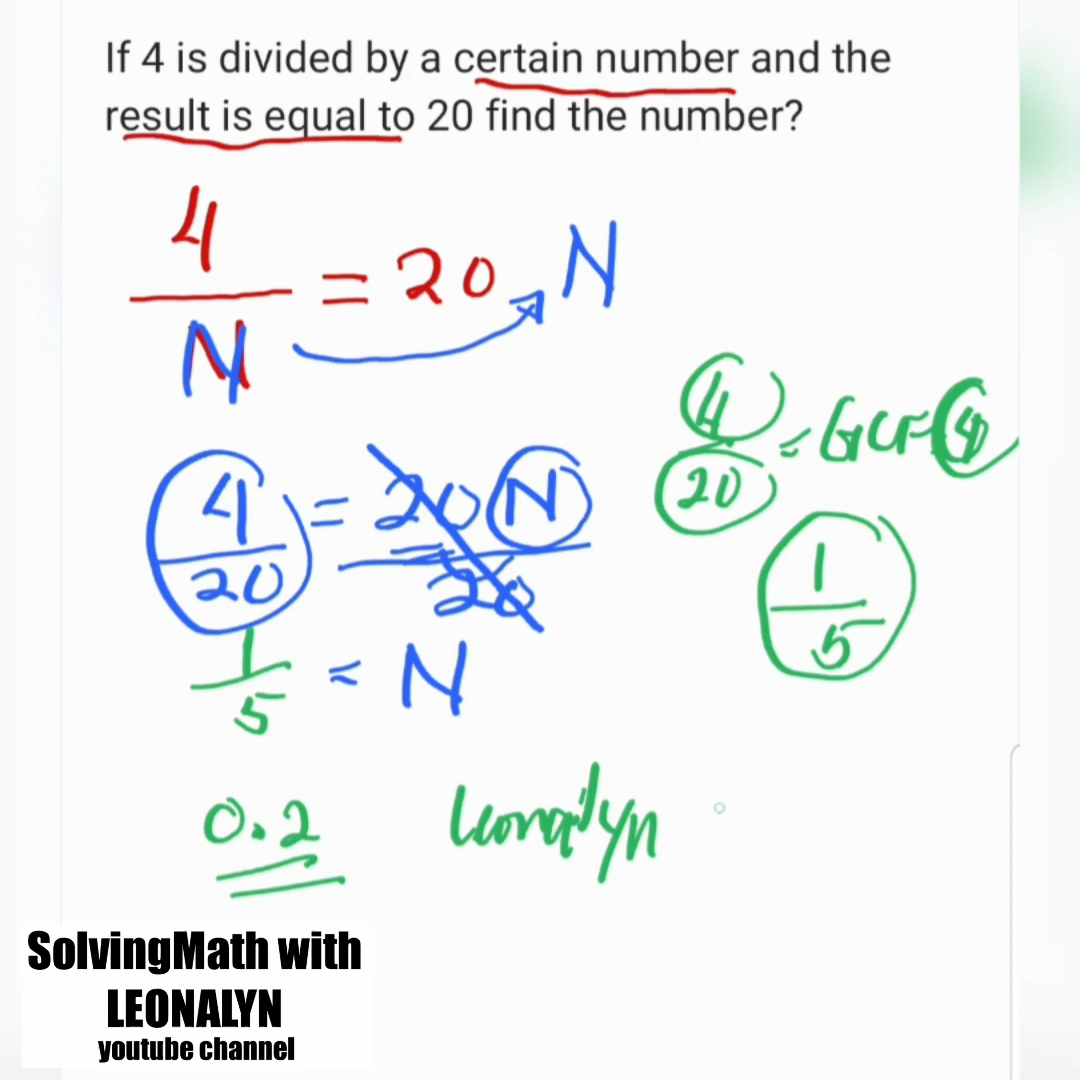 If 4 is divided by a certain number and the
result is equal to 20 find the number?
4
N
= 20 N
4
20
= 20 N
20
4
20
= GCF 4
1
5
1
5
= N
0.2
Leonalyn
SolvingMath with
LEONALYN
youtube channel